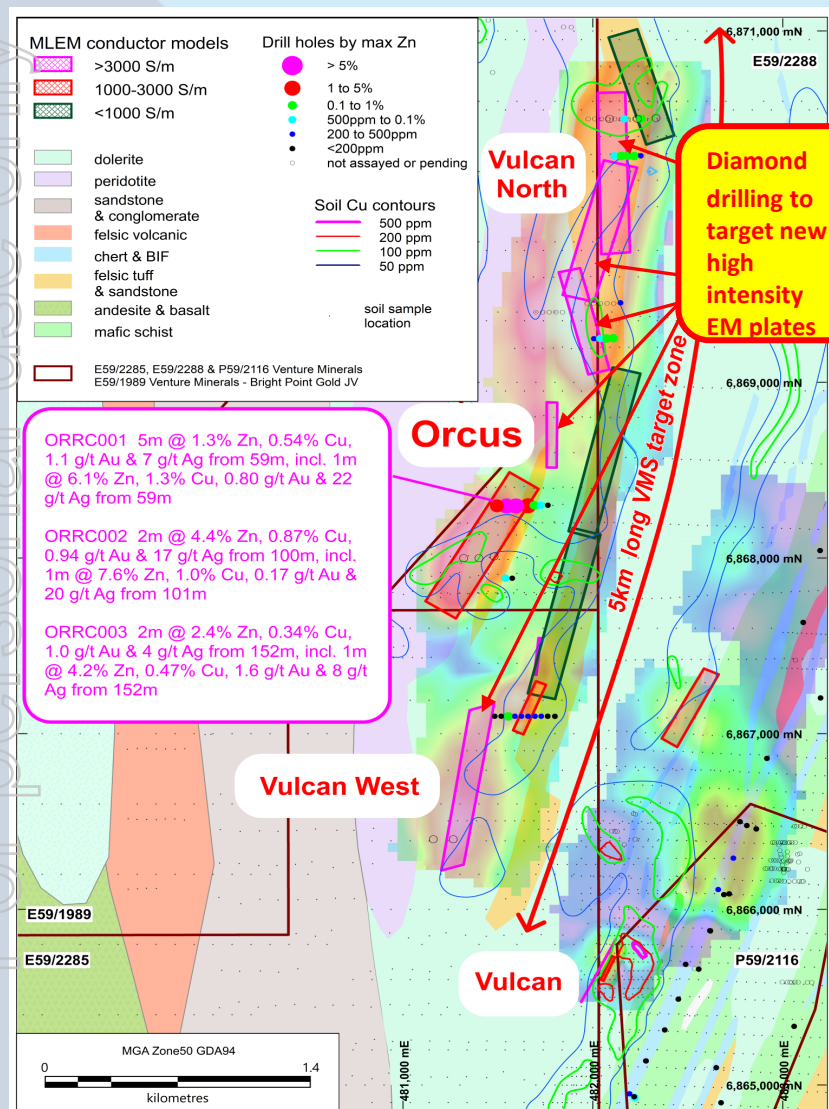 MLEM conductor models
>3000 S/m
1000-3000 S/m
<1000 S/m
Drill holes by max Zn
> 5%
1 to 5%
0.1 to 1%
500ppm to 0.1%
200 to 500ppm
<200ppm
not assayed or pending
dolerite
peridotite
sandstone
& conglomerate
felsic volcanic
chert & BIF
felsic tuff
& sandstone
andesite & basalt
mafic schist
Soil Cu contours
500 ppm
200 ppm
100 ppm
50 ppm
soil sample
location
E59/2285, E59/2288 & P59/2116 Venture Minerals
E59/1989 Venture Minerals - Bright Point Gold JV
6,871,000 mN
E59/2288
Vulcan
North
Diamond
drilling to
target new
high
intensity
EM plates
6,869,000 mN
Orcus
5km long VMS target zone
ORRC001 5m @ 1.3% Zn, 0.54% Cu,
1.1 g/t Au & 7 g/t Ag from 59m, incl. 1m
@ 6.1% Zn, 1.3% Cu, 0.80 g/t Au & 22
g/t Ag from 59m
ORRC002 2m @ 4.4% Zn, 0.87% Cu,
0.94 g/t Au & 17 g/t Ag from 100m, incl.
1m @ 7.6% Zn, 1.0% Cu, 0.17 g/t Au &
20 g/t Ag from 101m
ORRC003 2m @ 2.4% Zn, 0.34% Cu,
1.0 g/t Au & 4 g/t Ag from 152m, incl. 1m
@ 4.2% Zn, 0.47% Cu, 1.6 g/t Au & 8 g/t
Ag from 152m
6,868,000 mN
6,867,000 mN
Vulcan West
6,866,000 mN
E59/1989
E59/2285
Vulcan
P59/2116
MGA Zone50 GDA94
0
1.4
kilometres
481,000 mE
482,000 mE
6,865,000 mN